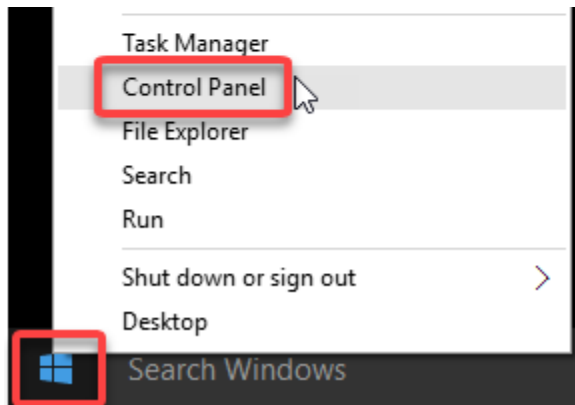 Task Manager
Control Panel
File Explorer
Search
Run
Shut down or sign out
Desktop
Search Windows